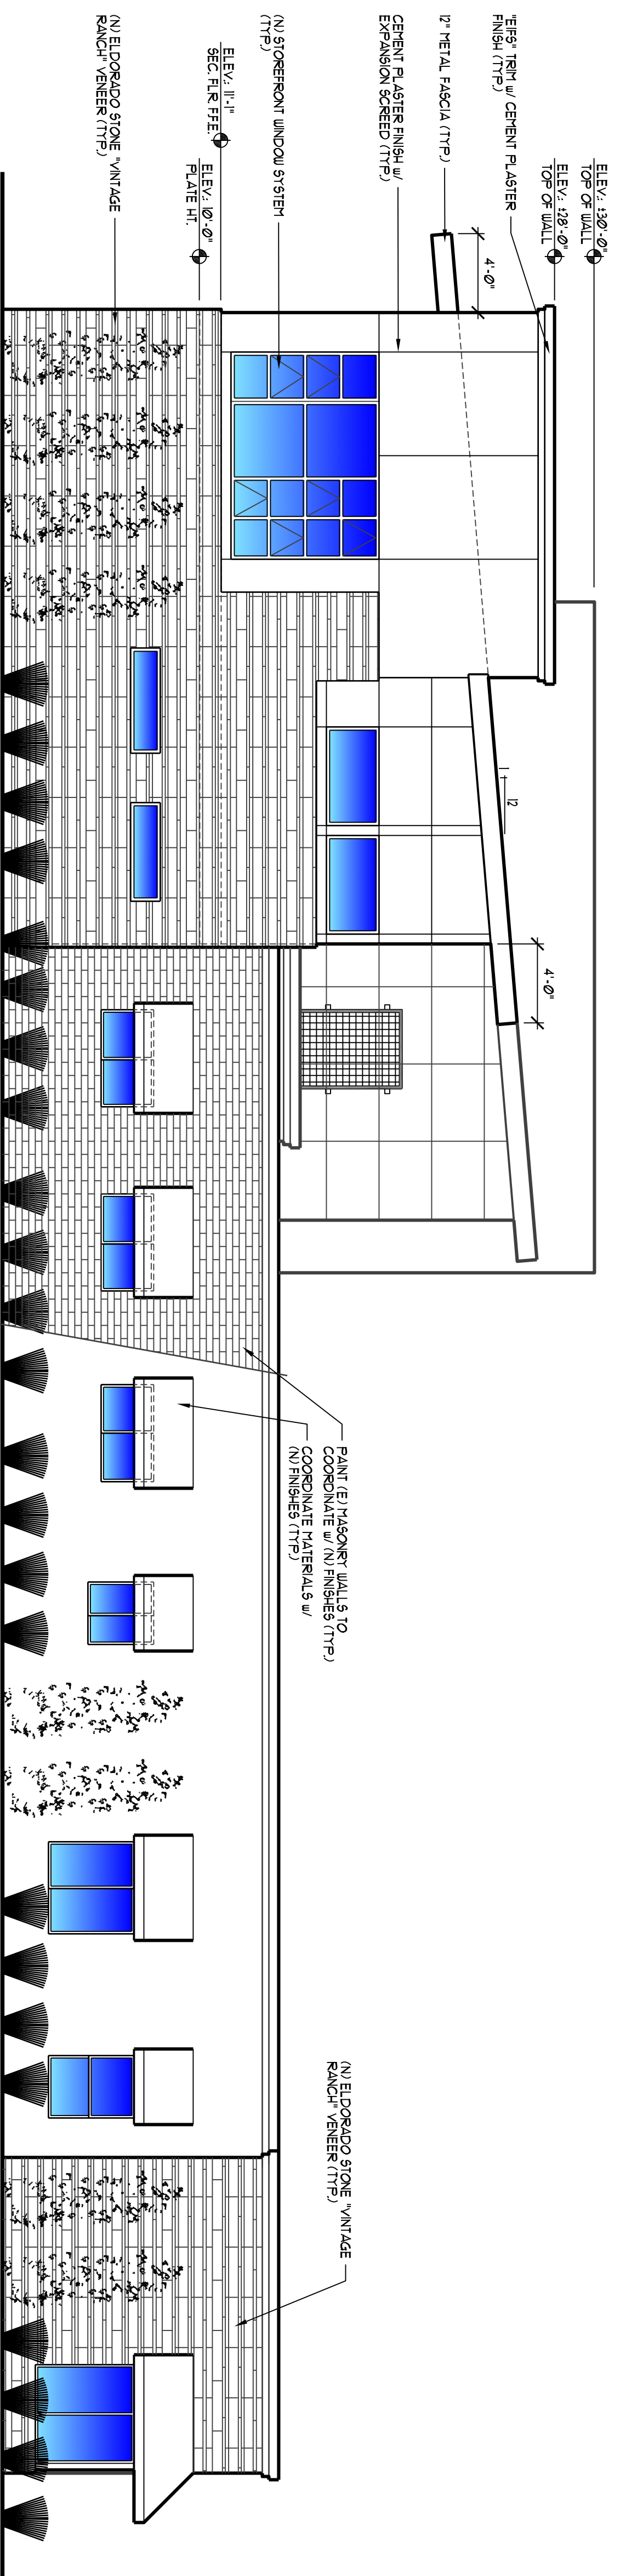 ELEV.: ±30'-0"
TOP OF WALL
ELEV.: ±28'-0"
TOP OF WALL
"EIFS" TRIM w/ CEMENT PLASTER
FINISH (TYP.)
12" METAL FASCIA (TYP.)
4'-0"
CEMENT PLASTER FINISH w/
EXPANSION SCREED (TYP.)
(N) STOREFRONT WINDOW SYSTEM
(TYP.)
ELEV.: 11'-1"
SEC. FLR. F.F.E.
ELEV.: 10'-0"
PLATE HT.
(N) ELDORADO STONE "VINTAGE
RANCH" VENEER (TYP.)
1
12
4'-0"
PAINT (E) MASONRY WALLS TO
COORDINATE w/ (N) FINISHES (TYP.)
COORDINATE MATERIALS w/
(N) FINISHES (TYP.)
(N) ELDORADO STONE "VINTAGE
RANCH" VENEER (TYP.)